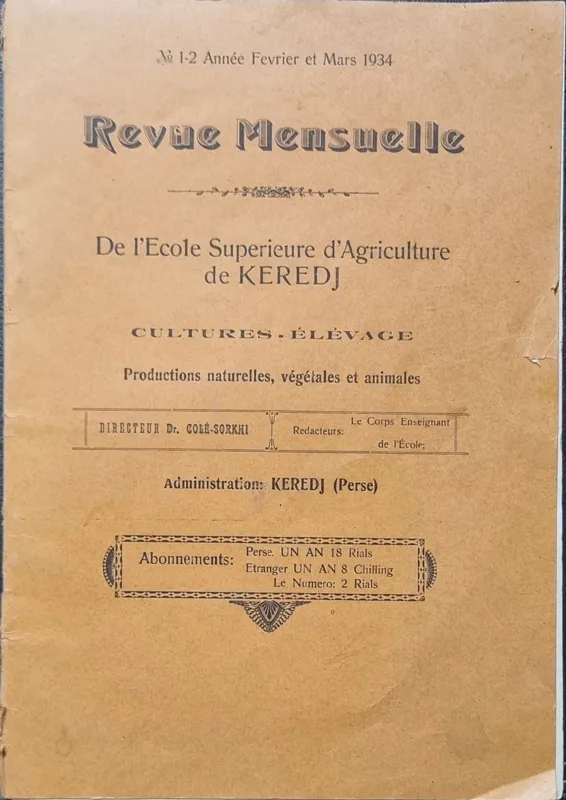 № 1-2 Année Fevrier et Mars 1934
Revue Mensuelle
De l'Ecole Superieure d'Agriculture
de KEREDJ
CULTURES - ÉLÉVAGE
Productions naturelles, végétales et animales
DIRECTEUR Dr. GOLÉ-SORKHI
Redacteurs: Le Corps Enseignant
de l'École;
Administration: KEREDJ (Perse)
Abonnements:
Perse. UN AN 18 Rials
Etranger UN AN 8 Chilling
Le Numero: 2 Rials